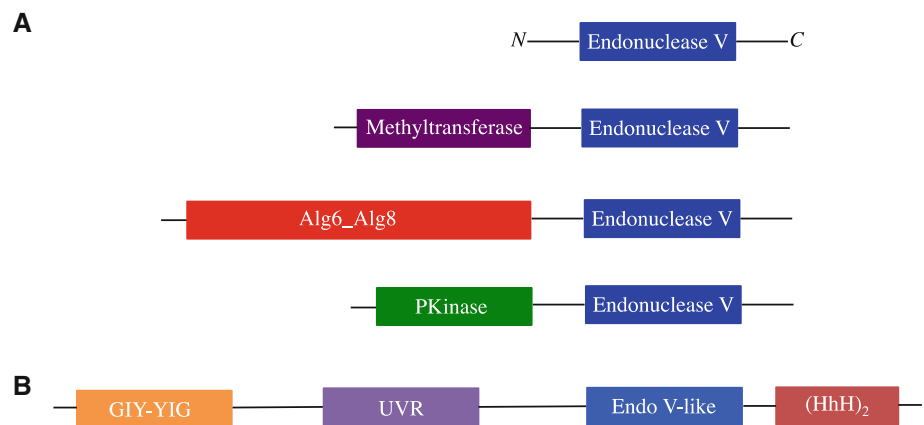 A
N Endonuclease V C
Methyltransferase Endonuclease V
Alg6_Alg8 Endonuclease V
PKinase Endonuclease V
B
GIY-YIG UVR Endo V-like (HhH)₂